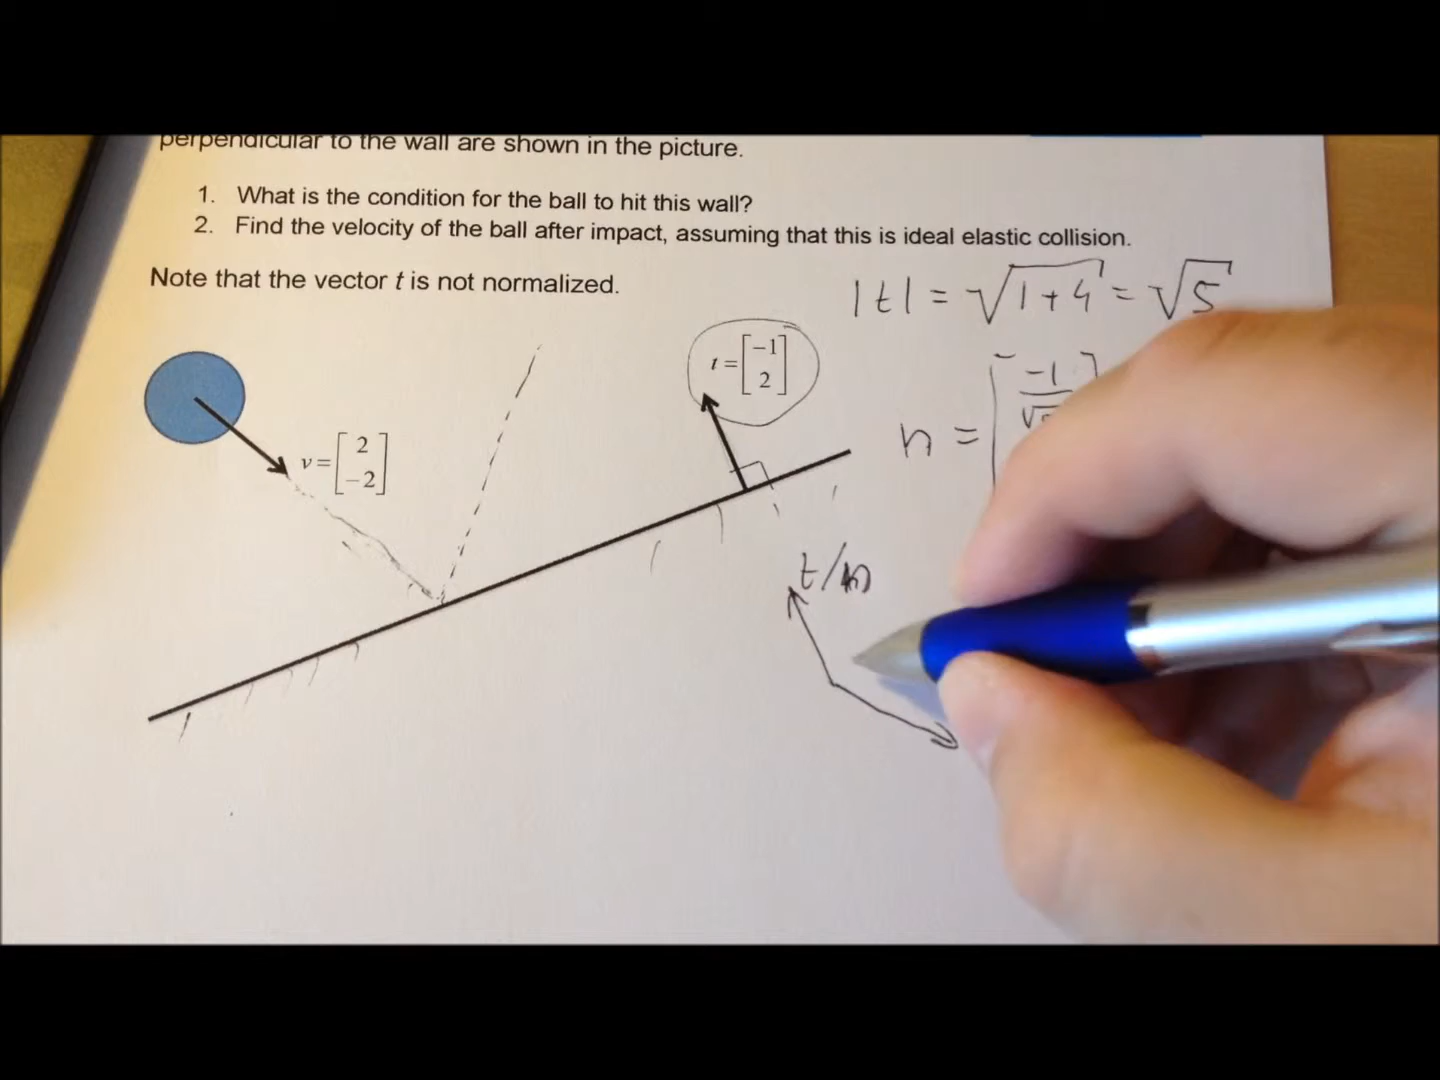 perpendicular to the wall are shown in the picture.
1. What is the condition for the ball to hit this wall?
2. Find the velocity of the ball after impact, assuming that this is ideal elastic collision.
Note that the vector t is not normalized.
|t| = √1+4 = √5
t = [-1 2]
n = [-1/√
v = [2 -2]
t/n